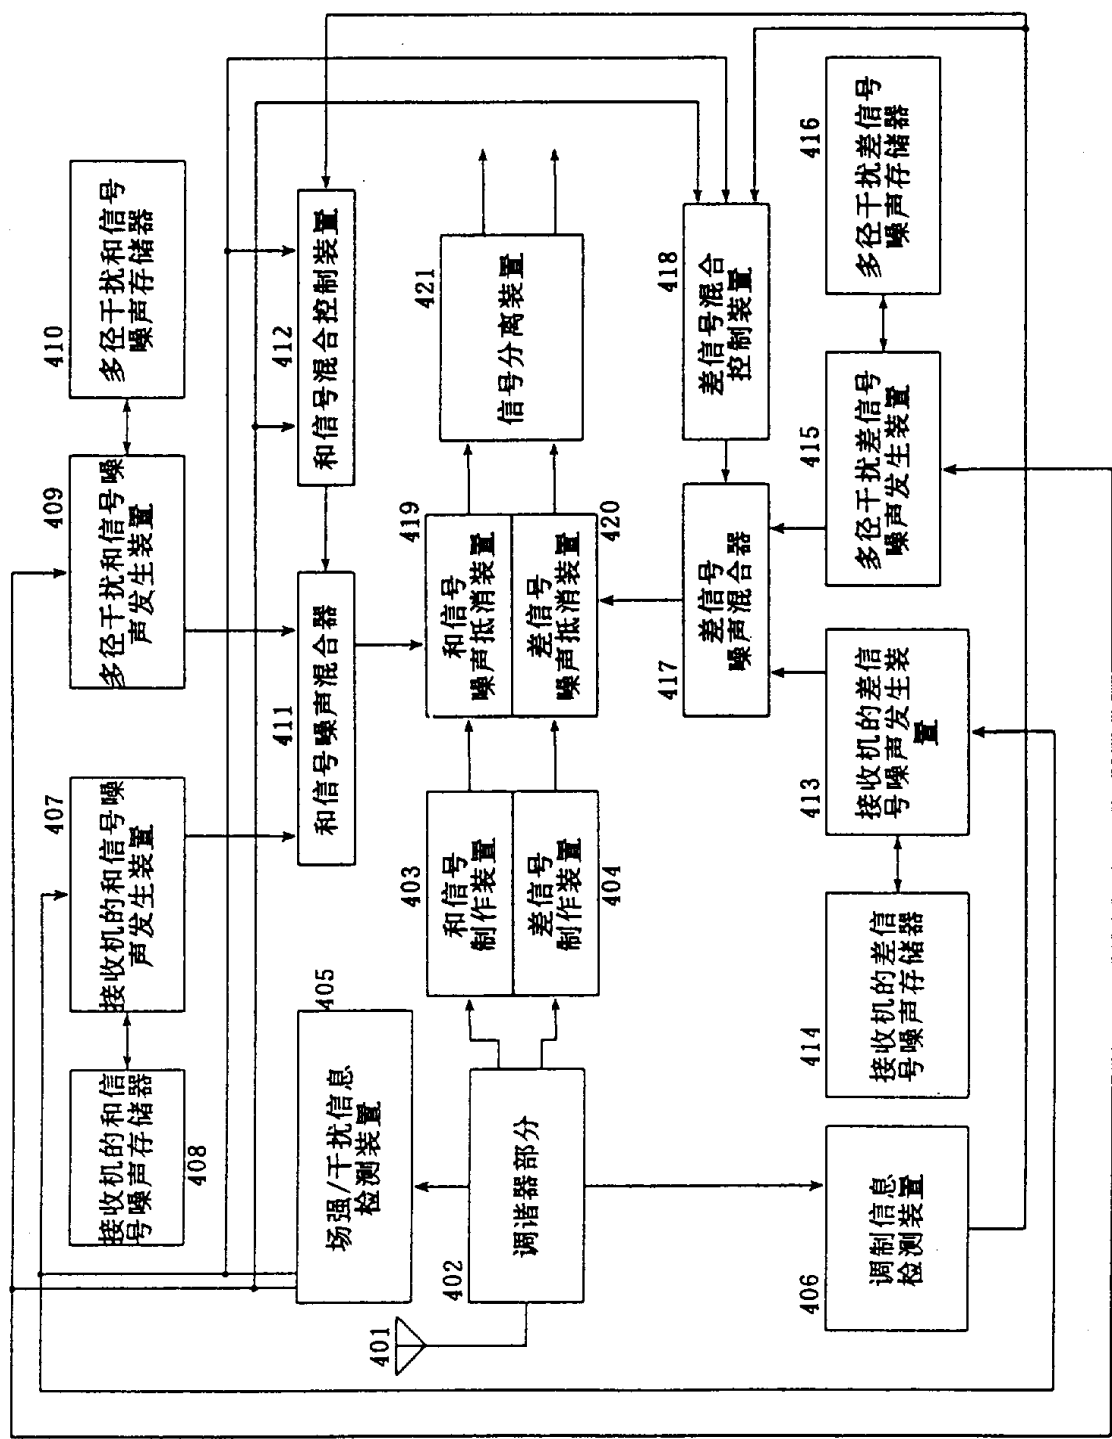 408
接收机的和信
号噪声存储器
407
接收机的和信号噪
声发生装置
409
多径干扰和信号噪
声发生装置
410
多径干扰和信号
噪声存储器
405
场强/干扰信息
检测装置
411
和信号噪声混合器
412
和信号混合控制装置
401
402
调谐器部分
403
和信号
制作装置
差信号
制作装置
404
419
和信号
噪声抵消装置
差信号
噪声抵消装置
420
421
信号分离装置
417
差信号
噪声混合器
418
差信号混合
控制装置
406
调制信息
检测装置
414
接收机的差信
号噪声存储器
413
接收机的差信
号噪声发生装
置
415
多径干扰差信号
噪声发生装置
416
多径干扰差信号
噪声存储器